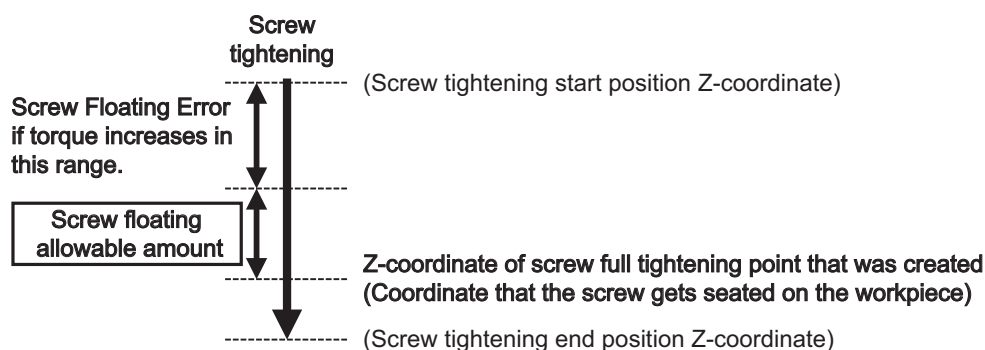 Screw
tightening
(Screw tightening start position Z-coordinate)
Screw Floating Error
if torque increases in
this range.
Screw floating
allowable amount
Z-coordinate of screw full tightening point that was created
(Coordinate that the screw gets seated on the workpiece)
(Screw tightening end position Z-coordinate)